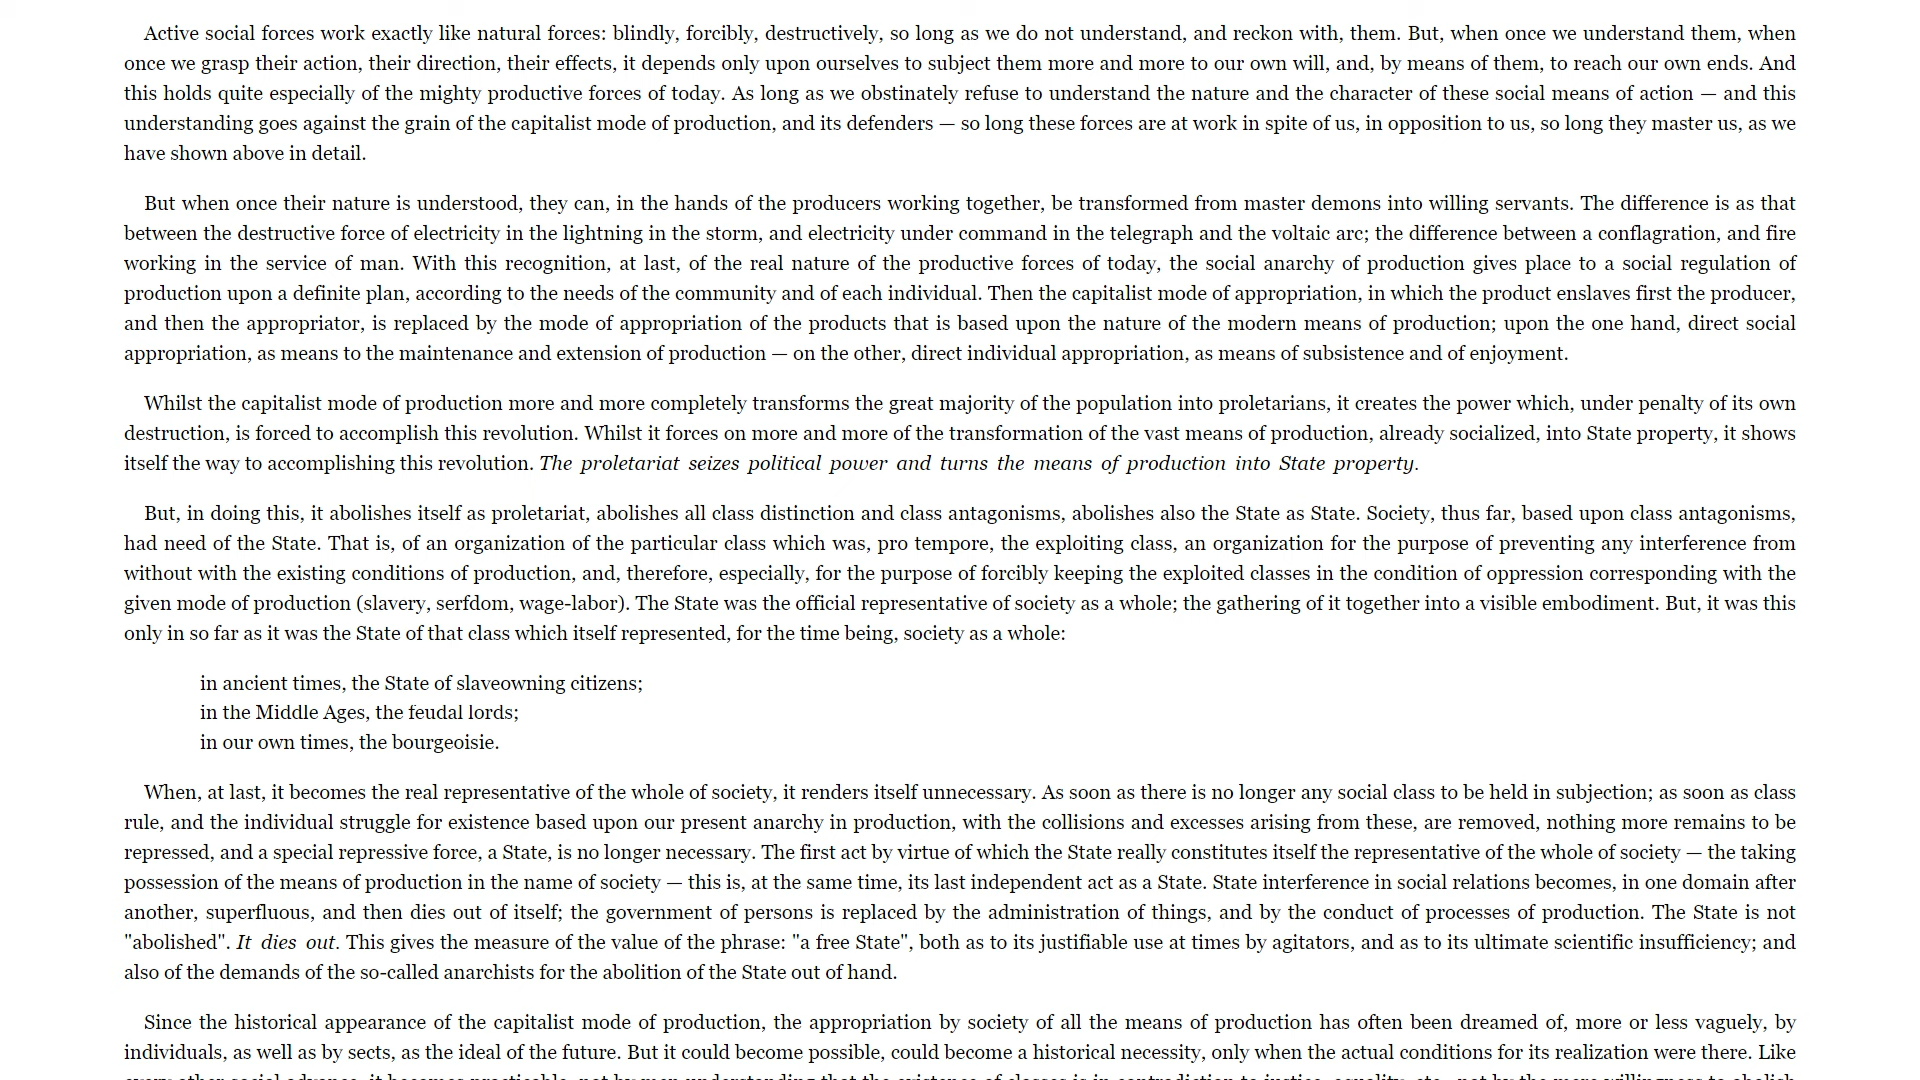 Active social forces work exactly like natural forces: blindly, forcibly, destructively, so long as we do not understand, and reckon with, them. But, when once we understand them, when
once we grasp their action, their direction, their effects, it depends only upon ourselves to subject them more and more to our own will, and, by means of them, to reach our own ends. And
this holds quite especially of the mighty productive forces of today. As long as we obstinately refuse to understand the nature and the character of these social means of action — and this
understanding goes against the grain of the capitalist mode of production, and its defenders — so long these forces are at work in spite of us, in opposition to us, so long they master us, as we
have shown above in detail.
But when once their nature is understood, they can, in the hands of the producers working together, be transformed from master demons into willing servants. The difference is as that
between the destructive force of electricity in the lightning in the storm, and electricity under command in the telegraph and the voltaic arc; the difference between a conflagration, and fire
working in the service of man. With this recognition, at last, of the real nature of the productive forces of today, the social anarchy of production gives place to a social regulation of
production upon a definite plan, according to the needs of the community and of each individual. Then the capitalist mode of appropriation, in which the product enslaves first the producer,
and then the appropriator, is replaced by the mode of appropriation of the products that is based upon the nature of the modern means of production; upon the one hand, direct social
appropriation, as means to the maintenance and extension of production — on the other, direct individual appropriation, as means of subsistence and of enjoyment.
Whilst the capitalist mode of production more and more completely transforms the great majority of the population into proletarians, it creates the power which, under penalty of its own
destruction, is forced to accomplish this revolution. Whilst it forces on more and more of the transformation of the vast means of production, already socialized, into State property, it shows
itself the way to accomplishing this revolution. The proletariat seizes political power and turns the means of production into State property.
But, in doing this, it abolishes itself as proletariat, abolishes all class distinction and class antagonisms, abolishes also the State as State. Society, thus far, based upon class antagonisms,
had need of the State. That is, of an organization of the particular class which was, pro tempore, the exploiting class, an organization for the purpose of preventing any interference from
without with the existing conditions of production, and, therefore, especially, for the purpose of forcibly keeping the exploited classes in the condition of oppression corresponding with the
given mode of production (slavery, serfdom, wage-labor). The State was the official representative of society as a whole; the gathering of it together into a visible embodiment. But, it was this
only in so far as it was the State of that class which itself represented, for the time being, society as a whole:
in ancient times, the State of slaveowning citizens;
in the Middle Ages, the feudal lords;
in our own times, the bourgeoisie.
When, at last, it becomes the real representative of the whole of society, it renders itself unnecessary. As soon as there is no longer any social class to be held in subjection; as soon as class
rule, and the individual struggle for existence based upon our present anarchy in production, with the collisions and excesses arising from these, are removed, nothing more remains to be
repressed, and a special repressive force, a State, is no longer necessary. The first act by virtue of which the State really constitutes itself the representative of the whole of society — the taking
possession of the means of production in the name of society — this is, at the same time, its last independent act as a State. State interference in social relations becomes, in one domain after
another, superfluous, and then dies out of itself; the government of persons is replaced by the administration of things, and by the conduct of processes of production. The State is not
"abolished". It dies out. This gives the measure of the value of the phrase: "a free State", both as to its justifiable use at times by agitators, and as to its ultimate scientific insufficiency; and
also of the demands of the so-called anarchists for the abolition of the State out of hand.
Since the historical appearance of the capitalist mode of production, the appropriation by society of all the means of production has often been dreamed of, more or less vaguely, by
individuals, as well as by sects, as the ideal of the future. But it could become possible, could become a historical necessity, only when the actual conditions for its realization were there. Like